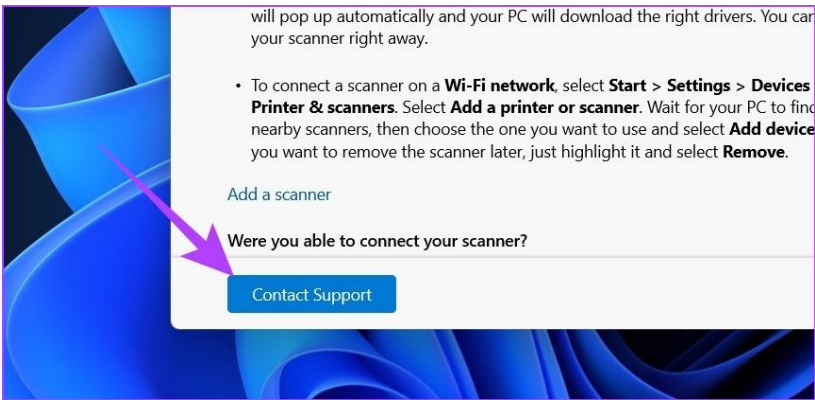 will pop up automatically and your PC will download the right drivers. You can
your scanner right away.
• To connect a scanner on a Wi-Fi network, select Start > Settings > Devices
Printer & scanners. Select Add a printer or scanner. Wait for your PC to find
nearby scanners, then choose the one you want to use and select Add device
you want to remove the scanner later, just highlight it and select Remove.
Add a scanner
Were you able to connect your scanner?
Contact Support